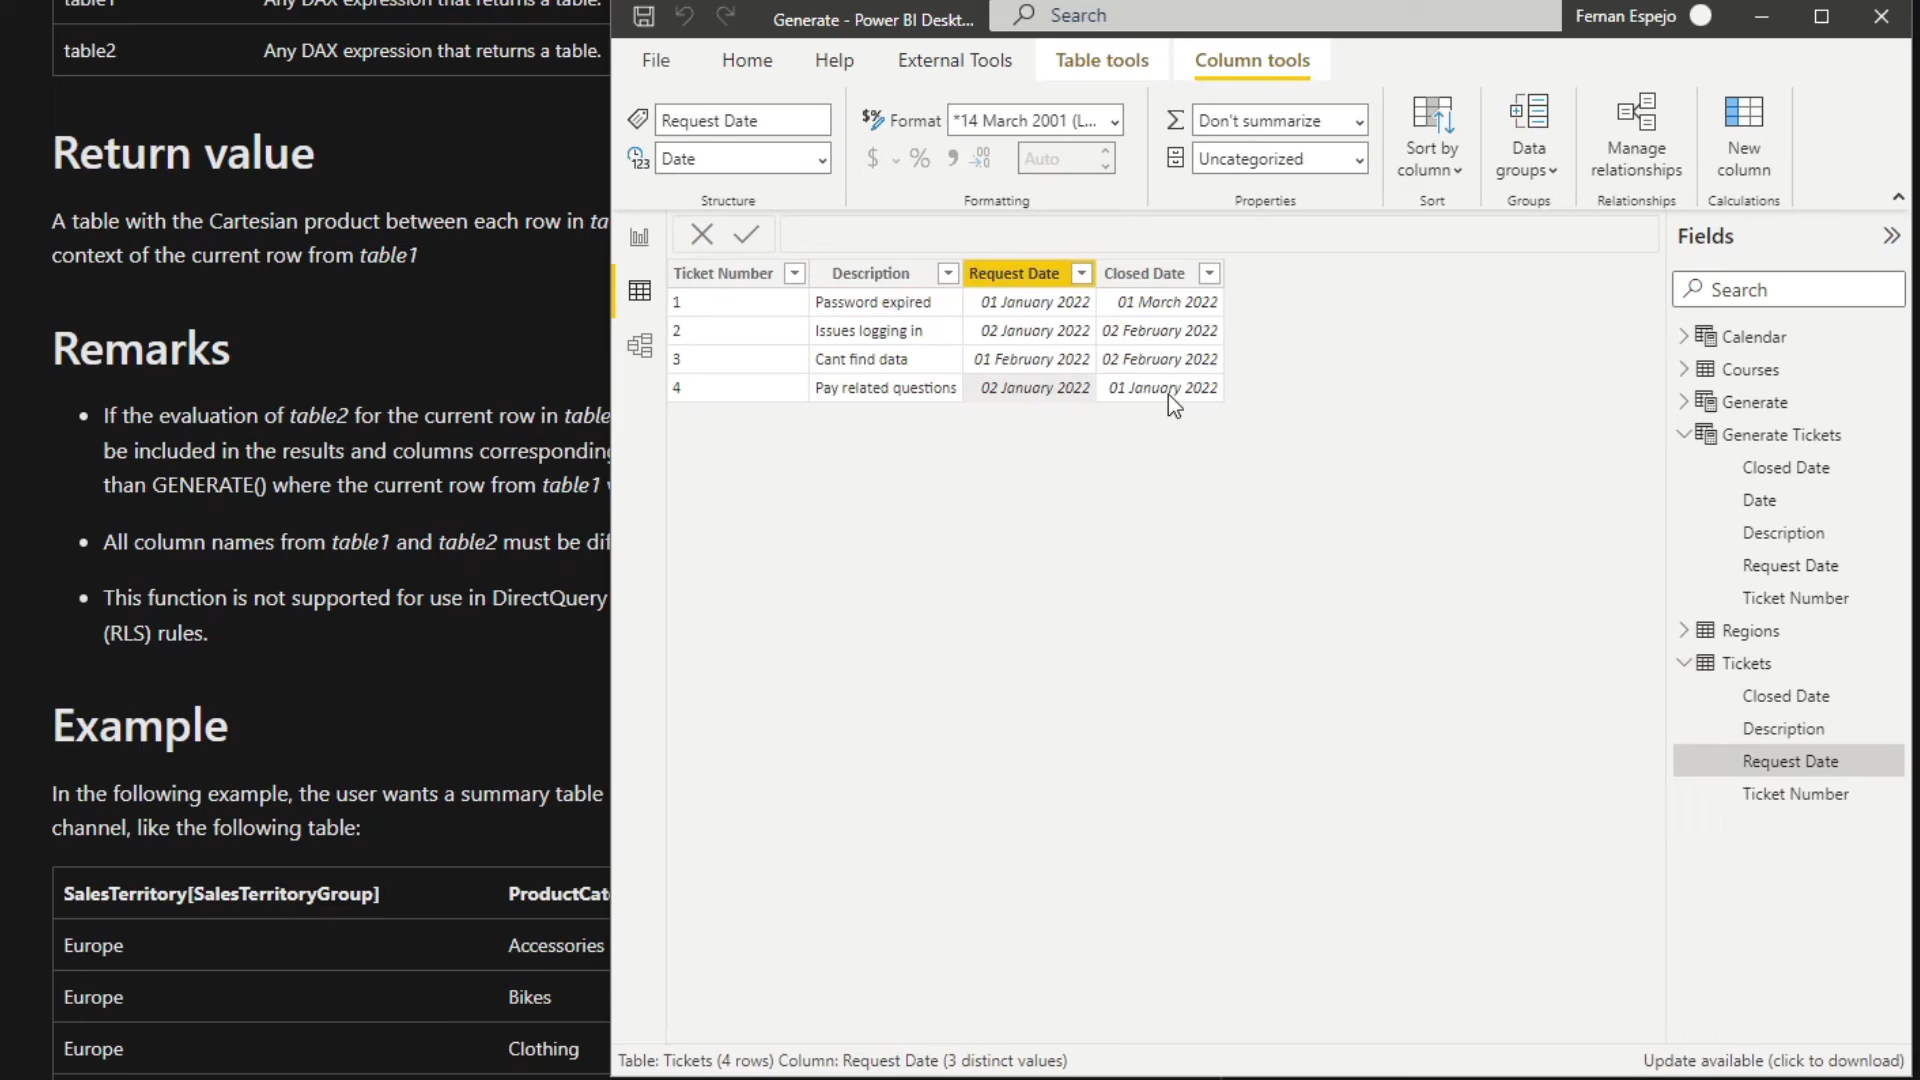 table1 Any DAX expression that returns a table.
table2 Any DAX expression that returns a table.
Return value
A table with the Cartesian product between each row in ta
context of the current row from table1
Remarks
If the evaluation of table2 for the current row in table
be included in the results and columns corresponding
than GENERATE() where the current row from table1
All column names from table1 and table2 must be dif
This function is not supported for use in DirectQuery
(RLS) rules.
Example
In the following example, the user wants a summary table
channel, like the following table:
SalesTerritory[SalesTerritoryGroup] ProductCat
Europe Accessories
Europe Bikes
Europe Clothing
Generate - Power BI Deskt...
Search
Fernan Espejo
File Home Help External Tools Table tools Column tools
Request Date
Date
Structure
$% Format *14 March 2001 (L...
$ % 9 .00 Auto
Formatting
Don't summarize
Uncategorized
Properties
Sort by
column
Sort
Data
groups
Groups
Manage
relationships
Relationships
New
column
Calculations
Ticket Number Description Request Date Closed Date
1 Password expired 01 January 2022 01 March 2022
2 Issues logging in 02 January 2022 02 February 2022
3 Cant find data 01 February 2022 02 February 2022
4 Pay related questions 02 January 2022 01 January 2022
Fields
Search
Calendar
Courses
Generate
Generate Tickets
Closed Date
Date
Description
Request Date
Ticket Number
Regions
Tickets
Closed Date
Description
Request Date
Ticket Number
Table: Tickets (4 rows) Column: Request Date (3 distinct values)
Update available (click to download)